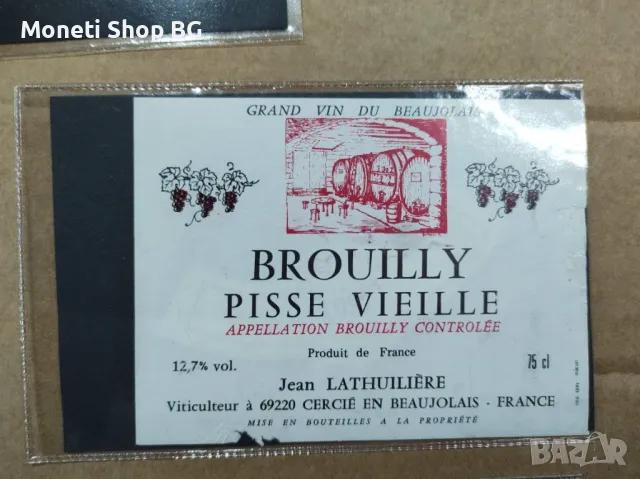 Moneti Shop BG
GRAND VIN DU BEAUJOLAIS
BROUILLY
PISSE VIEILLE
APPELLATION BROUILLY CONTROLÉE
Produit de France
12,7% vol.
75 cl
Jean LATHUILIÈRE
Viticulteur à 69220 CERCIÉ EN BEAUJOLAIS - FRANCE
MISE EN BOUTEILLES A LA PROPRIÉTÉ
BAZAR